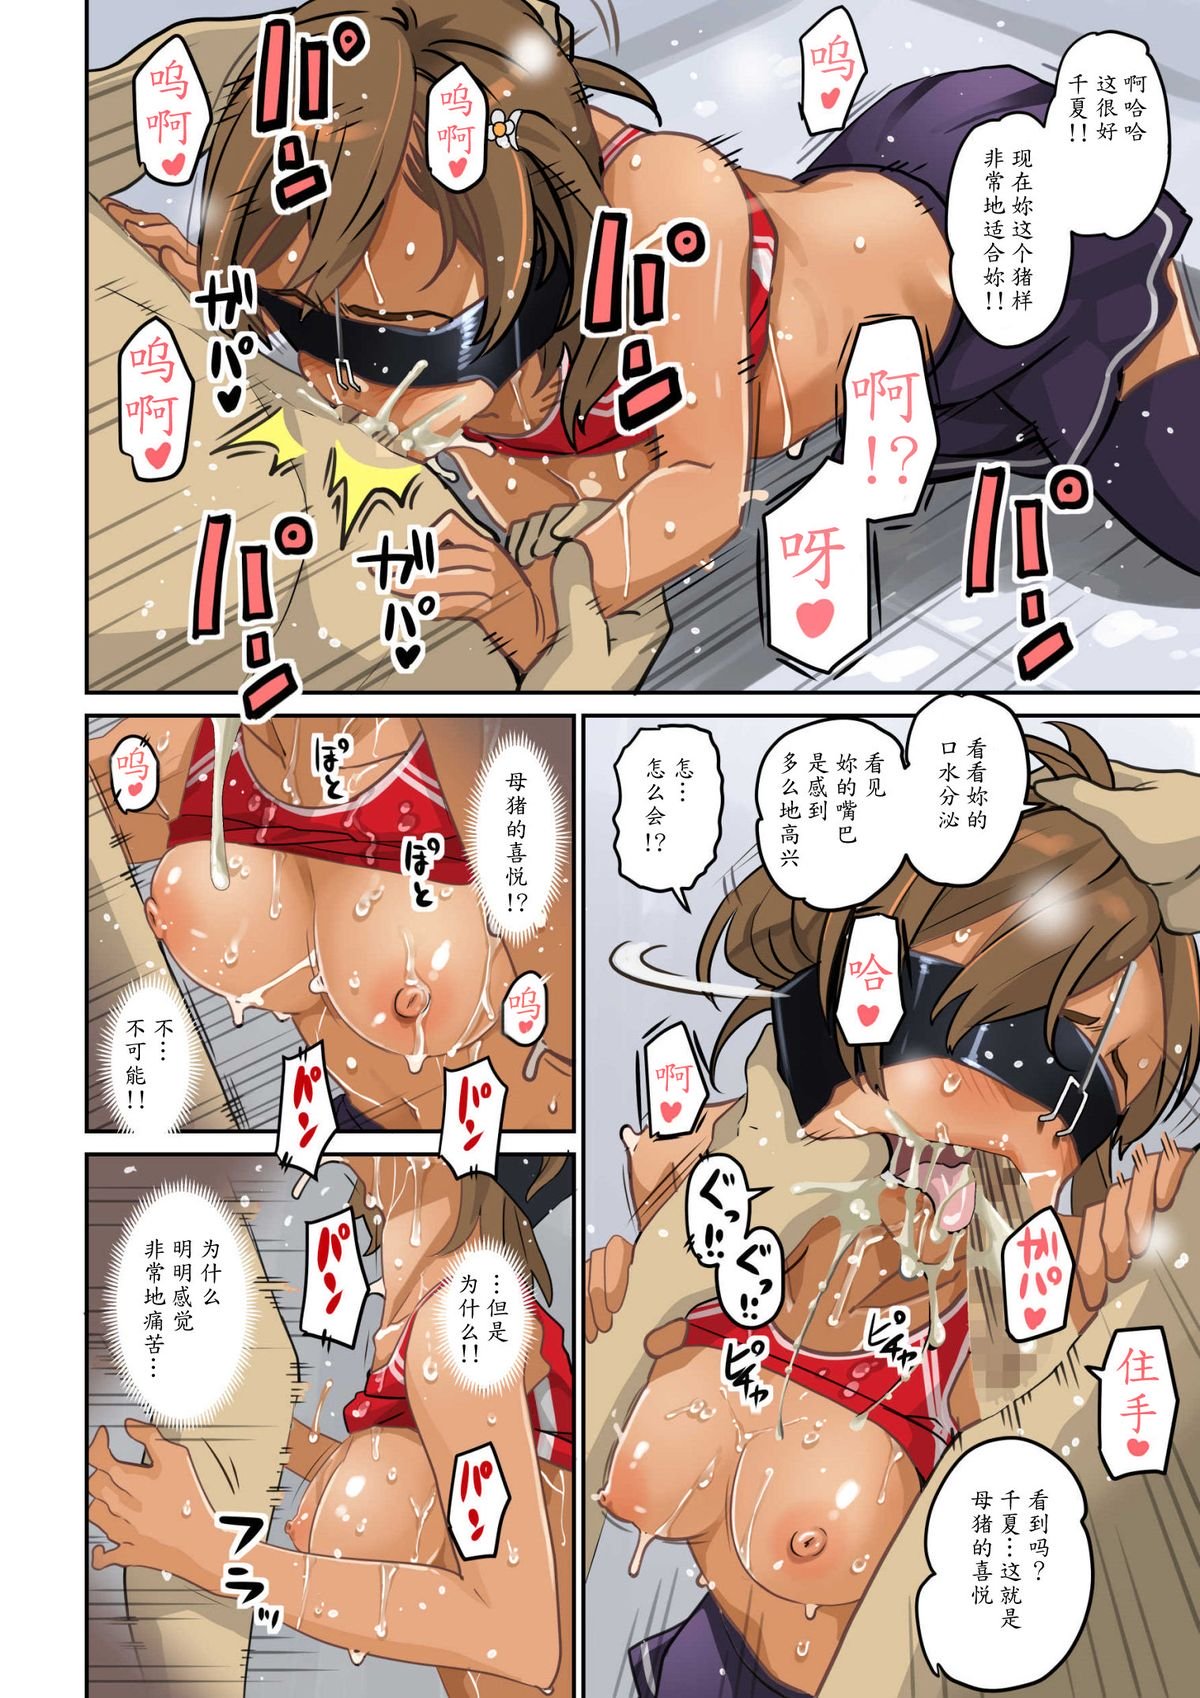 啊哈哈
这很好
千夏!!
现在妳这个猪样
非常地适合妳!!
呜♥
呜啊♥
呜啊♥
呜啊♥
啊!?
呀♥
パン
パン
パン
パン
パン
ガパ♥
ガパ♥
看看妳的
口水分泌
看见
妳的嘴巴
是感到
多么地高兴
怎…
怎么会!?
哈♥
啊♥
ぐっ!!
ぐっ!!
ガパ♥
ピチャ
ピチャ
住手♥
看到吗?
千夏…这就是
母猪的喜悦
母猪的喜悦!?
呜♥
呜♥
ぽと
ぽと
不…
不可能!!
パン
パン
…但是
为什么!!
为什么
明明感觉
非常地痛苦…
パン
パン
フラッ